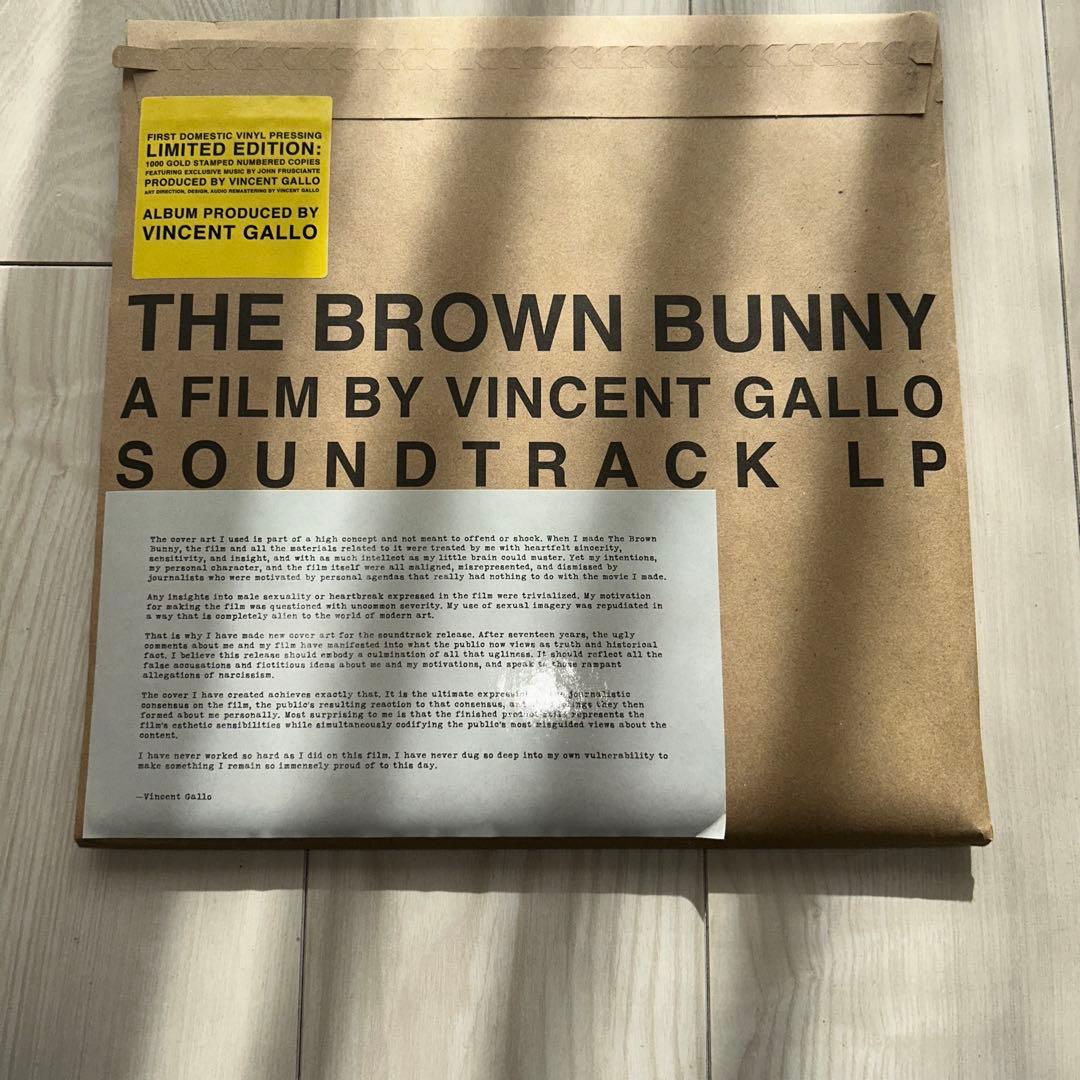 FIRST DOMESTIC VINYL PRESSING
LIMITED EDITION:
1000 GOLD STAMPED NUMBERED COPIES
FEATURING EXCLUSIVE MUSIC BY JOHN FRUSCIANTE
PRODUCED BY VINCENT GALLO
ART DIRECTION, DESIGN, AUDIO REMASTERING BY VINCENT GALLO
ALBUM PRODUCED BY
VINCENT GALLO
THE BROWN BUNNY
A FILM BY VINCENT GALLO
SOUNDTRACK LP
The cover art I used is part of a high concept and not meant to offend or shock. When I made The Brown
Bunny, the film and all the materials related to it were treated by me with heartfelt sincerity,
sensitivity, and insight, and with as much intellect as my little brain could muster. Yet my intentions,
my personal character, and the film itself were all maligned, misrepresented, and dismissed by
journalists who were motivated by personal agendas that really had nothing to do with the movie I made.
Any insights into male sexuality or heartbreak expressed in the film were trivialized. My motivation
for making the film was questioned with uncommon severity. My use of sexual imagery was repudiated in
a way that is completely alien to the world of modern art.
That is why I have made new cover art for the soundtrack release. After seventeen years, the ugly
comments about me and my film have manifested into what the public now views as truth and historical
fact. I believe this release should embody a culmination of all that ugliness. It should reflect all the
false accusations and fictitious ideas about me and my motivations, and speak to those rampant
allegations of narcissism.
The cover I have created achieves exactly that. It is the ultimate journalistic
consensus on the film, the public's resulting reaction to that consensus, they then
formed about me personally. Most surprising to me is that the finished product still represents the
film's esthetic sensibilities while simultaneously codifying the public's most misguided views about the
content.
I have never worked so hard as I did on this film. I have never dug so deep into my own vulnerability to
make something I remain so immensely proud of to this day.
—Vincent Gallo